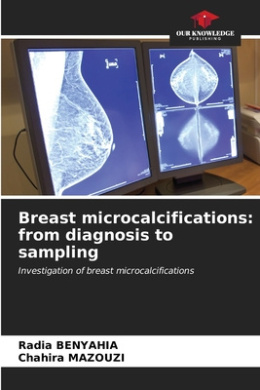 OUR KNOWLEDGE
PUBLISHING
Breast microcalcifications:
from diagnosis to
sampling
Investigation of breast microcalcifications
Radia BENYAHIA
Chahira MAZOUZI